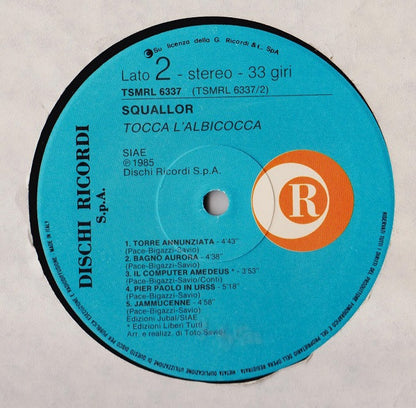 Su licenza della G. Ricordi & C. SpA
Lato 2 - stereo - 33 giri
TSMRL 6337 (TSMRL 6337/2)
SQUALLOR
TOCCA L'ALBICOCCA
SIAE
℗ 1985
Dischi Ricordi S.p.A.
DISCHI RICORDI
S.p.A.
R
1. TORRE ANNUNZIATA - 4'43"
(Pace-Bigazzi-Savio)
2. BAGNO AURORA - 4'38"
(Pace-Bigazzi-Savio)
3. IL COMPUTER AMEDEUS * - 3'53"
(Pace-Bigazzi-Savio/Conti)
4. PIER PAOLO IN URSS - 5'18"
(Pace-Bigazzi-Savio)
5. JAMMUCENNE - 4'58"
(Pace-Bigazzi-Savio)
Edizioni Jubal/SIAE
* Edizioni Liberi Tutti
Arr. e realizz. di Toto Savio
MADE IN ITALY